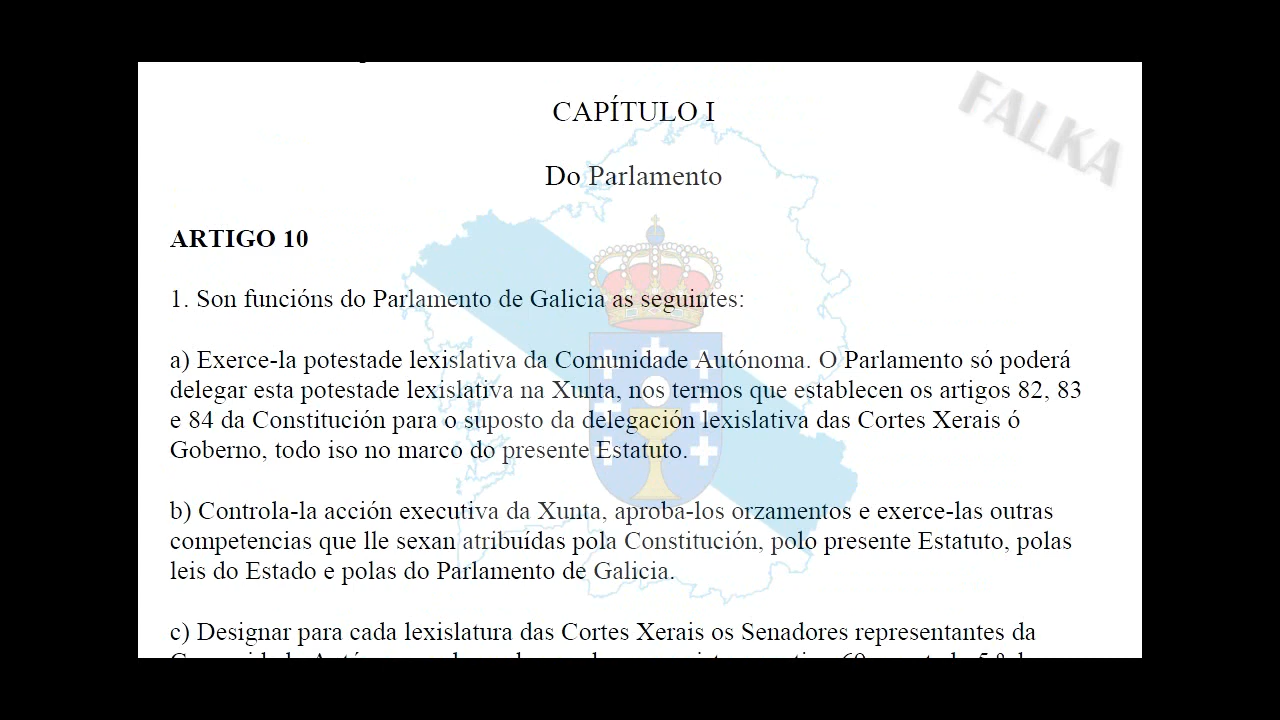 CAPÍTULO I
FALKA
Do Parlamento
ARTIGO 10
1. Son funcións do Parlamento de Galicia as seguintes:
a) Exerce-la potestade lexislativa da Comunidade Autónoma. O Parlamento só poderá
delegar esta potestade lexislativa na Xunta, nos termos que establecen os artigos 82, 83
e 84 da Constitución para o suposto da delegación lexislativa das Cortes Xerais ó
Goberno, todo iso no marco do presente Estatuto.
b) Controla-la acción executiva da Xunta, aproba-los orzamentos e exerce-las outras
competencias que lle sexan atribuídas pola Constitución, polo presente Estatuto, polas
leis do Estado e polas do Parlamento de Galicia.
c) Designar para cada lexislatura das Cortes Xerais os Senadores representantes da